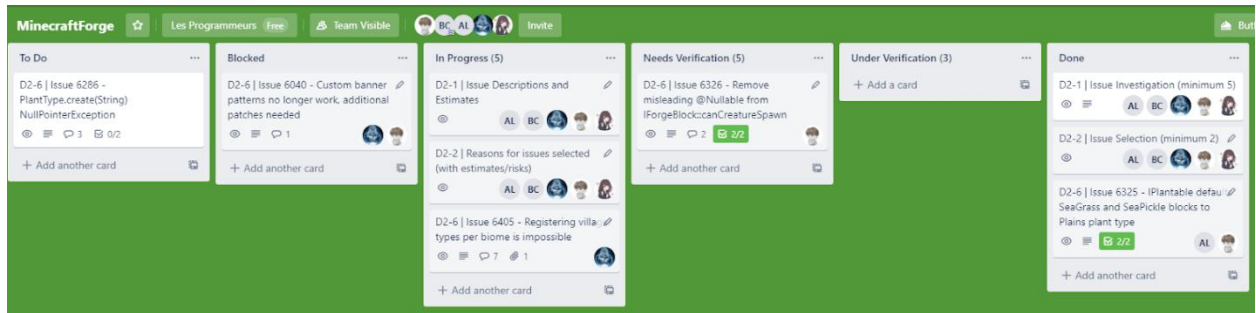 MinecraftForge
Les Programmeurs Free
Team Visible
BC AL
Invite
To Do
D2-6 | Issue 6286 -
PlantType.create(String)
NullPointerException
3 0/2
+ Add another card
Blocked
D2-6 | Issue 6040 - Custom banner
patterns no longer work, additional
patches needed
1
+ Add another card
In Progress (5)
D2-1 | Issue Descriptions and
Estimates
AL BC
D2-2 | Reasons for issues selected
(with estimates/risks)
AL BC
D2-6 | Issue 6405 - Registering villa
types per biome is impossible
7 1
+ Add another card
Needs Verification (5)
D2-6 | Issue 6326 - Remove
misleading @Nullable from
IForgeBlock::canCreatureSpawn
2 2/2
+ Add another card
Under Verification (3)
+ Add a card
Done
D2-1 | Issue Investigation (minimum 5)
AL BC
D2-2 | Issue Selection (minimum 2)
AL BC
D2-6 | Issue 6325 - IPlantable defaul
SeaGrass and SeaPickle blocks to
Plains plant type
2/2 AL
+ Add another card